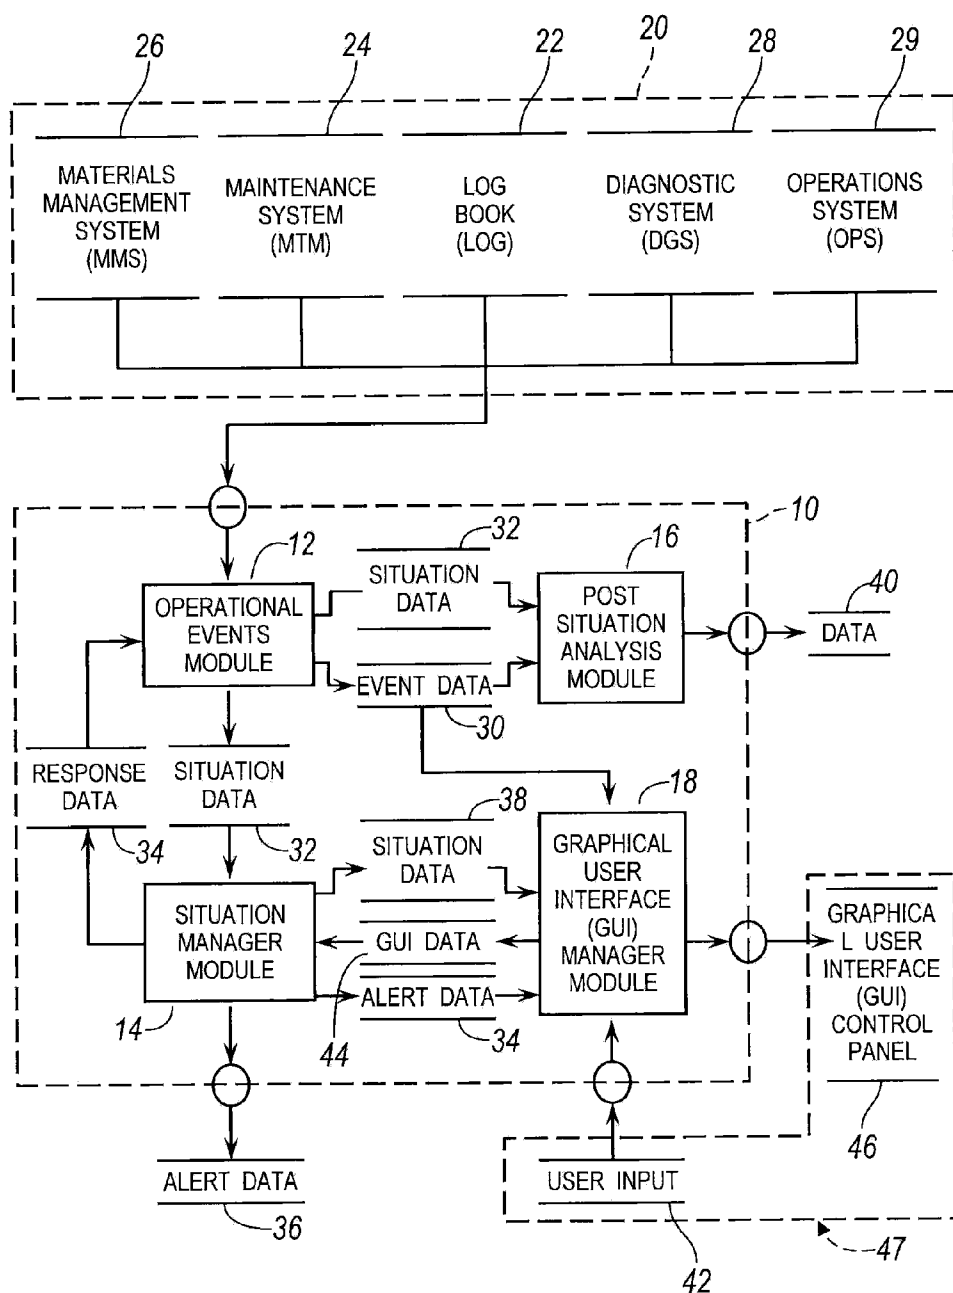 26
24
22
20
28
29
MATERIALS
MANAGEMENT
SYSTEM
(MMS)
MAINTENANCE
SYSTEM
(MTM)
LOG
BOOK
(LOG)
DIAGNOSTIC
SYSTEM
(DGS)
OPERATIONS
SYSTEM
(OPS)
10
12
32
16
40
OPERATIONAL
EVENTS
MODULE
SITUATION
DATA
POST
SITUATION
ANALYSIS
MODULE
DATA
EVENT DATA
30
RESPONSE
DATA
34
SITUATION
DATA
32
38
18
SITUATION
DATA
GRAPHICAL
USER
INTERFACE
(GUI)
MANAGER
MODULE
SITUATION
MANAGER
MODULE
14
GUI DATA
44
ALERT DATA
34
GRAPHICA
L USER
INTERFACE
(GUI)
CONTROL
PANEL
46
ALERT DATA
36
USER INPUT
42
47